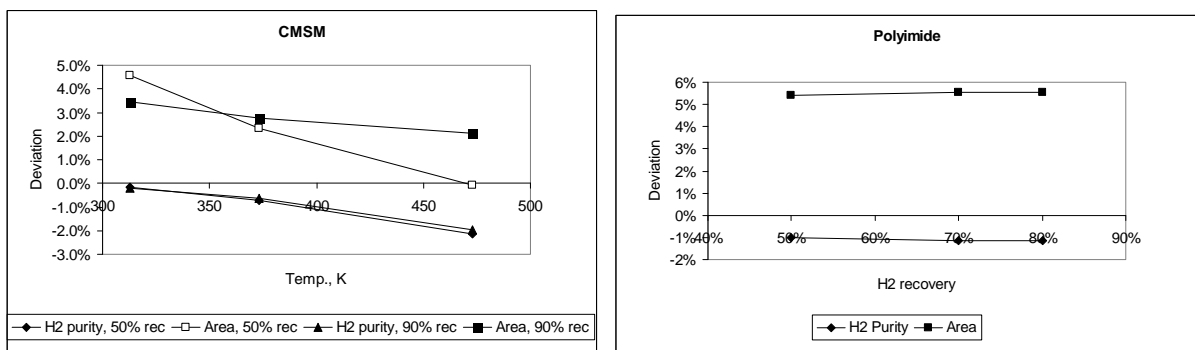 CMSM
5.0%
4.0%
3.0%
2.0%
1.0%
0.0%
-1.0%
-2.0%
-3.0%
300 350 400 450 500
Deviation
Temp., K
H2 purity, 50% rec Area, 50% rec H2 purity, 90% rec Area, 90% rec
Polyimide
6%
5%
4%
3%
2%
1%
0%
-1%
-2%
40% 50% 60% 70% 80% 90%
Deviation
H2 recovery
H2 Purity Area